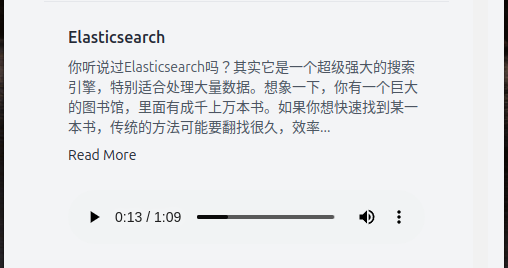 Elasticsearch
你听说过Elasticsearch吗？其实它是一个超级强大的搜索
引擎，特别适合处理大量数据。想象一下，你有一个巨大
的图书馆，里面有成千上万本书。如果你想快速找到某一
本书，传统的方法可能要翻找很久，效率...
Read More
0:13 / 1:09